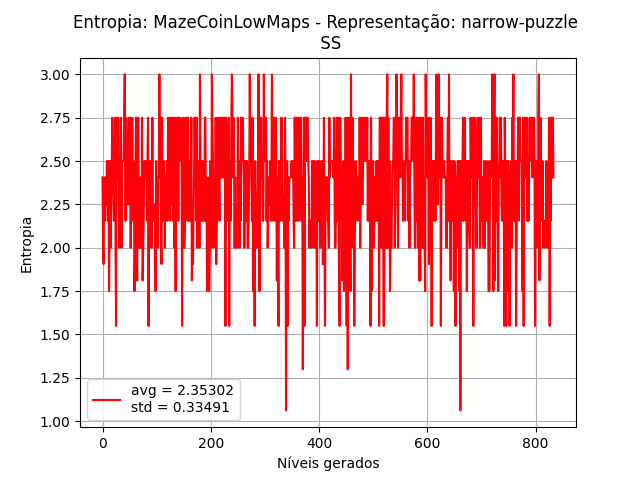 Entropia: MazeCoinLowMaps - Representação: narrow-puzzle
SS
Entropia
3.00
2.75
2.50
2.25
2.00
1.75
1.50
1.25
1.00
avg = 2.35302
std = 0.33491
0 200 400 600 800
Níveis gerados